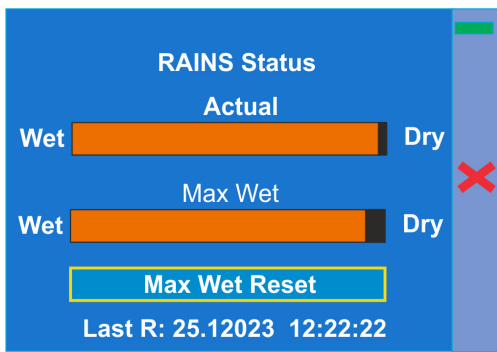 RAINS Status
Actual
Wet Dry
Max Wet
Wet Dry
Max Wet Reset
Last R: 25.12023 12:22:22